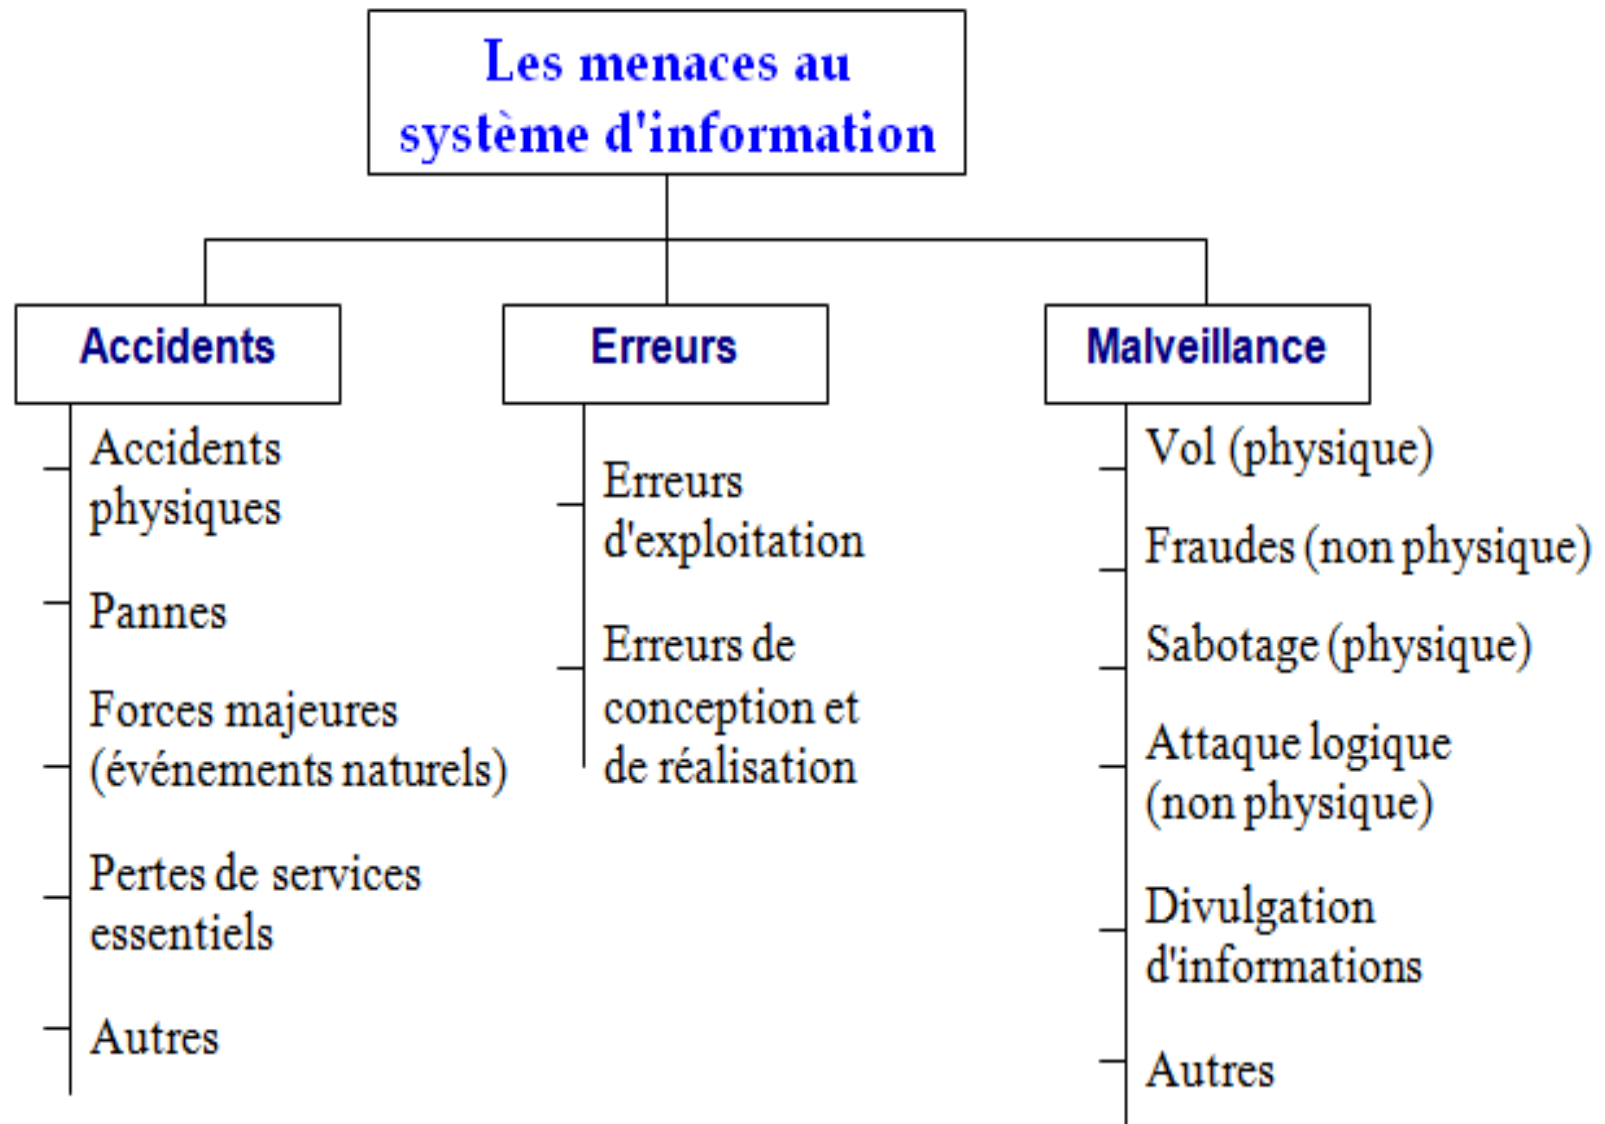 Les menaces au
système d'information
Accidents
Accidents
physiques
Pannes
Forces majeures
(événements naturels)
Pertes de services
essentiels
Autres
Erreurs
Erreurs
d'exploitation
Erreurs de
conception et
de réalisation
Malveillance
Vol (physique)
Fraudes (non physique)
Sabotage (physique)
Attaque logique
(non physique)
Divulgation
d'informations
Autres